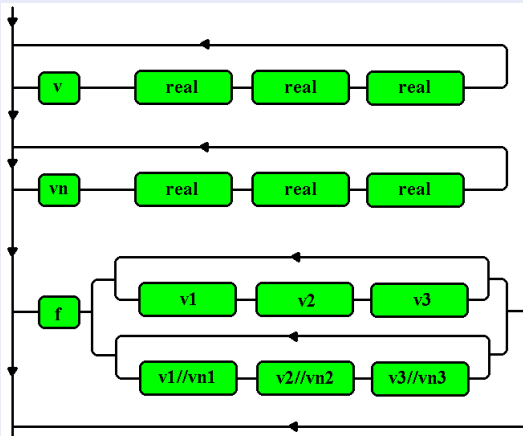 v real real real
vn real real real
v1 v2 v3
f
v1//vn1 v2//vn2 v3//vn3